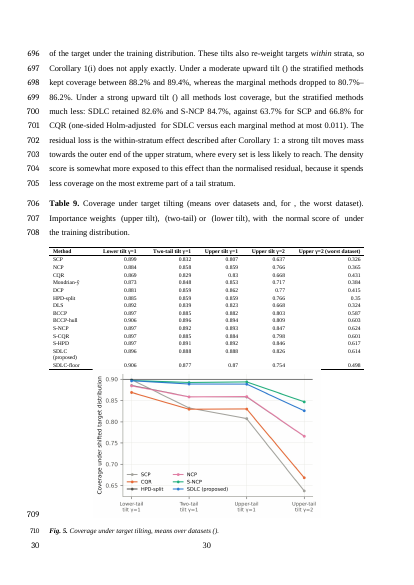 696 of the target under the training distribution. These tilts also re-weight targets within strata, so
697 Corollary 1(i) does not apply exactly. Under a moderate upward tilt () the stratified methods
698 kept coverage between 88.2% and 89.4%, whereas the marginal methods dropped to 80.7%–
699 86.2%. Under a strong upward tilt () all methods lost coverage, but the stratified methods
700 much less: SDLC retained 82.6% and S-NCP 84.7%, against 63.7% for SCP and 66.8% for
701 CQR (one-sided Holm-adjusted for SDLC versus each marginal method at most 0.011). The
702 residual loss is the within-stratum effect described after Corollary 1: a strong tilt moves mass
703 towards the outer end of the upper stratum, where every set is less likely to reach. The density
704 score is somewhat more exposed to this effect than the normalised residual, because it spends
705 less coverage on the most extreme part of a tail stratum.
706 Table 9. Coverage under target tilting (means over datasets and, for , the worst dataset).
707 Importance weights (upper tilt), (two-tail) or (lower tilt), with the normal score of under
708 the training distribution.
Method Lower tilt γ=1 Two-tail tilt γ=1 Upper tilt γ=1 Upper tilt γ=2 Upper γ=2 (worst dataset)
SCP 0.899 0.832 0.807 0.637 0.326
NCP 0.884 0.858 0.859 0.766 0.365
CQR 0.869 0.829 0.83 0.668 0.431
Mondrian-ŷ 0.873 0.848 0.853 0.717 0.384
DCP 0.881 0.859 0.862 0.77 0.415
HPD-split 0.885 0.859 0.859 0.766 0.35
DLS 0.892 0.839 0.823 0.668 0.324
BCCP 0.897 0.885 0.882 0.803 0.587
BCCP-hull 0.906 0.896 0.894 0.809 0.603
S-NCP 0.897 0.892 0.893 0.847 0.624
S-CQR 0.897 0.885 0.884 0.798 0.601
S-HPD 0.897 0.891 0.892 0.846 0.617
SDLC (proposed) 0.896 0.888 0.888 0.826 0.614
SDLC-floor 0.906 0.877 0.87 0.754 0.498
Coverage under shifted target distribution
0.90
0.85
0.80
0.75
0.70
0.65
SCP NCP
CQR S-NCP
HPD-split SDLC (proposed)
Lower-tail tilt γ=1
Two-tail tilt γ=1
Upper-tail tilt γ=1
Upper-tail tilt γ=2
709
710 Fig. 5. Coverage under target tilting, means over datasets ().
30 30